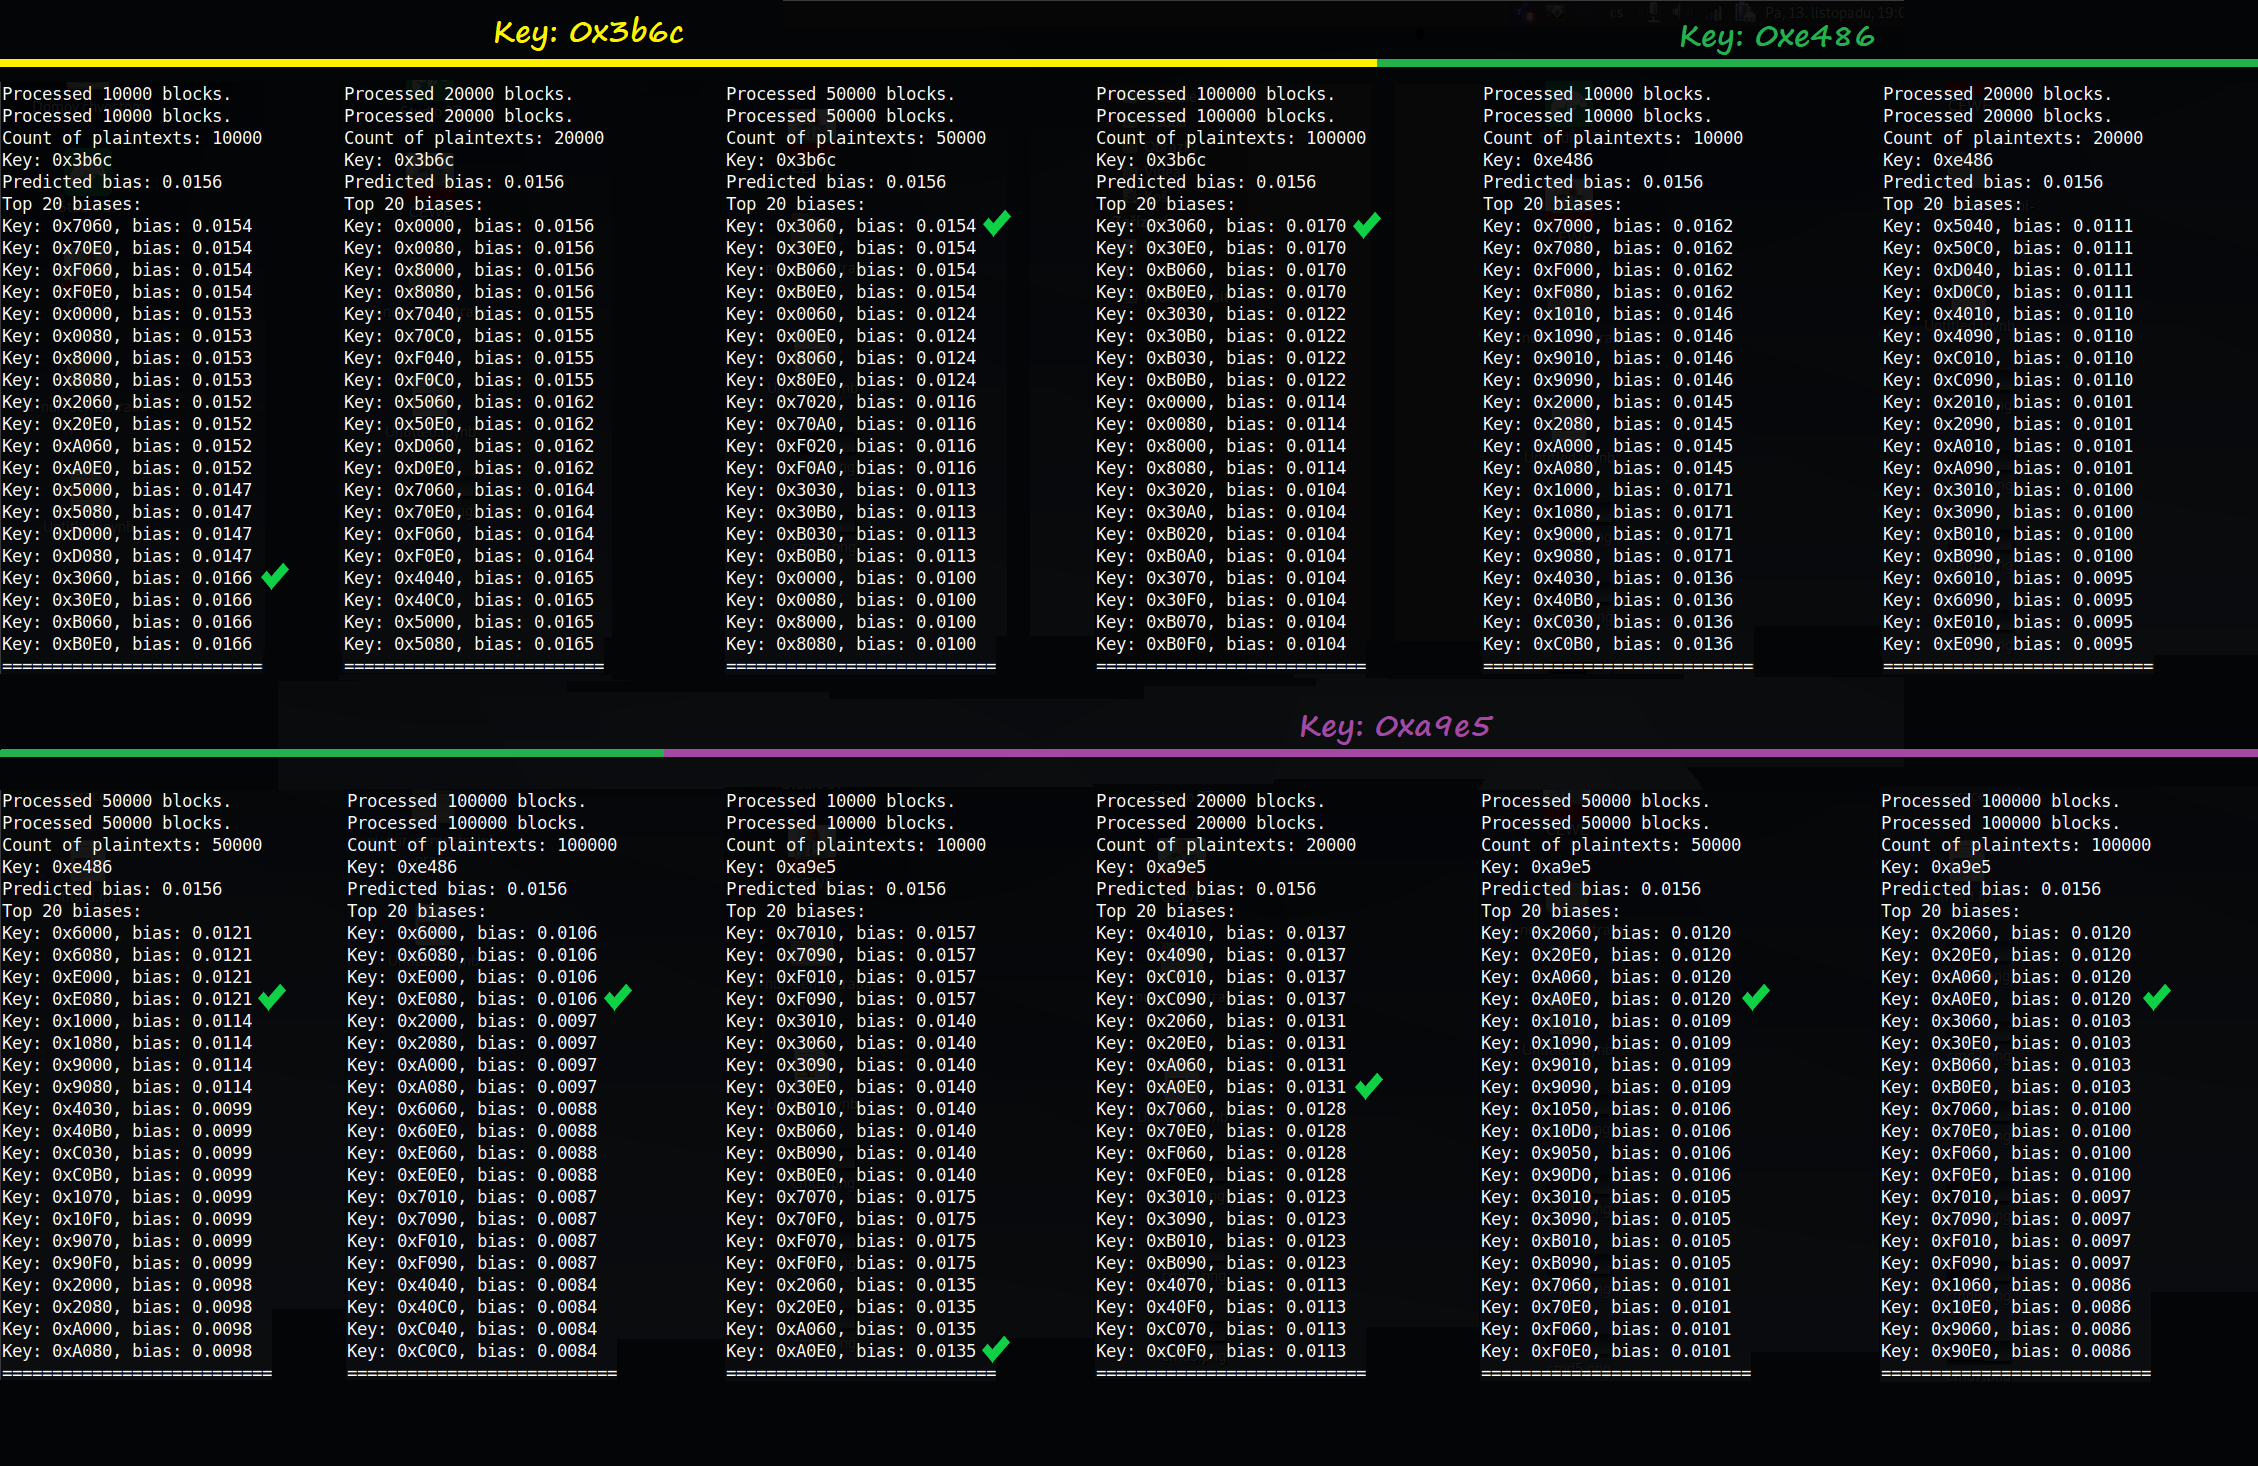 Pa, 13. listopadu, 19:0
Key: 0x3b6c
Key: 0xe486
Processed 10000 blocks.
Processed 10000 blocks.
Count of plaintexts: 10000
Key: 0x3b6c
Predicted bias: 0.0156
Top 20 biases:
Key: 0x7060, bias: 0.0154
Key: 0x70E0, bias: 0.0154
Key: 0xF060, bias: 0.0154
Key: 0xF0E0, bias: 0.0154
Key: 0x0000, bias: 0.0153
Key: 0x0080, bias: 0.0153
Key: 0x8000, bias: 0.0153
Key: 0x8080, bias: 0.0153
Key: 0x2060, bias: 0.0152
Key: 0x20E0, bias: 0.0152
Key: 0xA060, bias: 0.0152
Key: 0xA0E0, bias: 0.0152
Key: 0x5000, bias: 0.0147
Key: 0x5080, bias: 0.0147
Key: 0xD000, bias: 0.0147
Key: 0xD080, bias: 0.0147
Key: 0x3060, bias: 0.0166
Key: 0x30E0, bias: 0.0166
Key: 0xB060, bias: 0.0166
Key: 0xB0E0, bias: 0.0166
==========================
Processed 20000 blocks.
Processed 20000 blocks.
Count of plaintexts: 20000
Key: 0x3b6c
Predicted bias: 0.0156
Top 20 biases:
Key: 0x0000, bias: 0.0156
Key: 0x0080, bias: 0.0156
Key: 0x8000, bias: 0.0156
Key: 0x8080, bias: 0.0156
Key: 0x7040, bias: 0.0155
Key: 0x70C0, bias: 0.0155
Key: 0xF040, bias: 0.0155
Key: 0xF0C0, bias: 0.0155
Key: 0x5060, bias: 0.0162
Key: 0x50E0, bias: 0.0162
Key: 0xD060, bias: 0.0162
Key: 0xD0E0, bias: 0.0162
Key: 0x7060, bias: 0.0164
Key: 0x70E0, bias: 0.0164
Key: 0xF060, bias: 0.0164
Key: 0xF0E0, bias: 0.0164
Key: 0x4040, bias: 0.0165
Key: 0x40C0, bias: 0.0165
Key: 0x5000, bias: 0.0165
Key: 0x5080, bias: 0.0165
==========================
Processed 50000 blocks.
Processed 50000 blocks.
Count of plaintexts: 50000
Key: 0x3b6c
Predicted bias: 0.0156
Top 20 biases:
Key: 0x3060, bias: 0.0154
Key: 0x30E0, bias: 0.0154
Key: 0xB060, bias: 0.0154
Key: 0xB0E0, bias: 0.0154
Key: 0x0060, bias: 0.0124
Key: 0x00E0, bias: 0.0124
Key: 0x8060, bias: 0.0124
Key: 0x80E0, bias: 0.0124
Key: 0x7020, bias: 0.0116
Key: 0x70A0, bias: 0.0116
Key: 0xF020, bias: 0.0116
Key: 0xF0A0, bias: 0.0116
Key: 0x3030, bias: 0.0113
Key: 0x30B0, bias: 0.0113
Key: 0xB030, bias: 0.0113
Key: 0xB0B0, bias: 0.0113
Key: 0x0000, bias: 0.0100
Key: 0x0080, bias: 0.0100
Key: 0x8000, bias: 0.0100
Key: 0x8080, bias: 0.0100
===========================
Processed 100000 blocks.
Processed 100000 blocks.
Count of plaintexts: 100000
Key: 0x3b6c
Predicted bias: 0.0156
Top 20 biases:
Key: 0x3060, bias: 0.0170
Key: 0x30E0, bias: 0.0170
Key: 0xB060, bias: 0.0170
Key: 0xB0E0, bias: 0.0170
Key: 0x3030, bias: 0.0122
Key: 0x30B0, bias: 0.0122
Key: 0xB030, bias: 0.0122
Key: 0xB0B0, bias: 0.0122
Key: 0x0000, bias: 0.0114
Key: 0x0080, bias: 0.0114
Key: 0x8000, bias: 0.0114
Key: 0x8080, bias: 0.0114
Key: 0x3020, bias: 0.0104
Key: 0x30A0, bias: 0.0104
Key: 0xB020, bias: 0.0104
Key: 0xB0A0, bias: 0.0104
Key: 0x3070, bias: 0.0104
Key: 0x30F0, bias: 0.0104
Key: 0xB070, bias: 0.0104
Key: 0xB0F0, bias: 0.0104
===========================
Processed 10000 blocks.
Processed 10000 blocks.
Count of plaintexts: 10000
Key: 0xe486
Predicted bias: 0.0156
Top 20 biases:
Key: 0x7000, bias: 0.0162
Key: 0x7080, bias: 0.0162
Key: 0xF000, bias: 0.0162
Key: 0xF080, bias: 0.0162
Key: 0x1010, bias: 0.0146
Key: 0x1090, bias: 0.0146
Key: 0x9010, bias: 0.0146
Key: 0x9090, bias: 0.0146
Key: 0x2000, bias: 0.0145
Key: 0x2080, bias: 0.0145
Key: 0xA000, bias: 0.0145
Key: 0xA080, bias: 0.0145
Key: 0x1000, bias: 0.0171
Key: 0x1080, bias: 0.0171
Key: 0x9000, bias: 0.0171
Key: 0x9080, bias: 0.0171
Key: 0x4030, bias: 0.0136
Key: 0x40B0, bias: 0.0136
Key: 0xC030, bias: 0.0136
Key: 0xC0B0, bias: 0.0136
===========================
Processed 20000 blocks.
Processed 20000 blocks.
Count of plaintexts: 20000
Key: 0xe486
Predicted bias: 0.0156
Top 20 biases:
Key: 0x5040, bias: 0.0111
Key: 0x50C0, bias: 0.0111
Key: 0xD040, bias: 0.0111
Key: 0xD0C0, bias: 0.0111
Key: 0x4010, bias: 0.0110
Key: 0x4090, bias: 0.0110
Key: 0xC010, bias: 0.0110
Key: 0xC090, bias: 0.0110
Key: 0x2010, bias: 0.0101
Key: 0x2090, bias: 0.0101
Key: 0xA010, bias: 0.0101
Key: 0xA090, bias: 0.0101
Key: 0x3010, bias: 0.0100
Key: 0x3090, bias: 0.0100
Key: 0xB010, bias: 0.0100
Key: 0xB090, bias: 0.0100
Key: 0x6010, bias: 0.0095
Key: 0x6090, bias: 0.0095
Key: 0xE010, bias: 0.0095
Key: 0xE090, bias: 0.0095
===========================
Key: 0xa9e5
Processed 50000 blocks.
Processed 50000 blocks.
Count of plaintexts: 50000
Key: 0xe486
Predicted bias: 0.0156
Top 20 biases:
Key: 0x6000, bias: 0.0121
Key: 0x6080, bias: 0.0121
Key: 0xE000, bias: 0.0121
Key: 0xE080, bias: 0.0121
Key: 0x1000, bias: 0.0114
Key: 0x1080, bias: 0.0114
Key: 0x9000, bias: 0.0114
Key: 0x9080, bias: 0.0114
Key: 0x4030, bias: 0.0099
Key: 0x40B0, bias: 0.0099
Key: 0xC030, bias: 0.0099
Key: 0xC0B0, bias: 0.0099
Key: 0x1070, bias: 0.0099
Key: 0x10F0, bias: 0.0099
Key: 0x9070, bias: 0.0099
Key: 0x90F0, bias: 0.0099
Key: 0x2000, bias: 0.0098
Key: 0x2080, bias: 0.0098
Key: 0xA000, bias: 0.0098
Key: 0xA080, bias: 0.0098
===========================
Processed 100000 blocks.
Processed 100000 blocks.
Count of plaintexts: 100000
Key: 0xe486
Predicted bias: 0.0156
Top 20 biases:
Key: 0x6000, bias: 0.0106
Key: 0x6080, bias: 0.0106
Key: 0xE000, bias: 0.0106
Key: 0xE080, bias: 0.0106
Key: 0x2000, bias: 0.0097
Key: 0x2080, bias: 0.0097
Key: 0xA000, bias: 0.0097
Key: 0xA080, bias: 0.0097
Key: 0x6060, bias: 0.0088
Key: 0x60E0, bias: 0.0088
Key: 0xE060, bias: 0.0088
Key: 0xE0E0, bias: 0.0088
Key: 0x7010, bias: 0.0087
Key: 0x7090, bias: 0.0087
Key: 0xF010, bias: 0.0087
Key: 0xF090, bias: 0.0087
Key: 0x4040, bias: 0.0084
Key: 0x40C0, bias: 0.0084
Key: 0xC040, bias: 0.0084
Key: 0xC0C0, bias: 0.0084
===========================
Processed 10000 blocks.
Processed 10000 blocks.
Count of plaintexts: 10000
Key: 0xa9e5
Predicted bias: 0.0156
Top 20 biases:
Key: 0x7010, bias: 0.0157
Key: 0x7090, bias: 0.0157
Key: 0xF010, bias: 0.0157
Key: 0xF090, bias: 0.0157
Key: 0x3010, bias: 0.0140
Key: 0x3060, bias: 0.0140
Key: 0x3090, bias: 0.0140
Key: 0x30E0, bias: 0.0140
Key: 0xB010, bias: 0.0140
Key: 0xB060, bias: 0.0140
Key: 0xB090, bias: 0.0140
Key: 0xB0E0, bias: 0.0140
Key: 0x7070, bias: 0.0175
Key: 0x70F0, bias: 0.0175
Key: 0xF070, bias: 0.0175
Key: 0xF0F0, bias: 0.0175
Key: 0x2060, bias: 0.0135
Key: 0x20E0, bias: 0.0135
Key: 0xA060, bias: 0.0135
Key: 0xA0E0, bias: 0.0135
===========================
Processed 20000 blocks.
Processed 20000 blocks.
Count of plaintexts: 20000
Key: 0xa9e5
Predicted bias: 0.0156
Top 20 biases:
Key: 0x4010, bias: 0.0137
Key: 0x4090, bias: 0.0137
Key: 0xC010, bias: 0.0137
Key: 0xC090, bias: 0.0137
Key: 0x2060, bias: 0.0131
Key: 0x20E0, bias: 0.0131
Key: 0xA060, bias: 0.0131
Key: 0xA0E0, bias: 0.0131
Key: 0x7060, bias: 0.0128
Key: 0x70E0, bias: 0.0128
Key: 0xF060, bias: 0.0128
Key: 0xF0E0, bias: 0.0128
Key: 0x3010, bias: 0.0123
Key: 0x3090, bias: 0.0123
Key: 0xB010, bias: 0.0123
Key: 0xB090, bias: 0.0123
Key: 0x4070, bias: 0.0113
Key: 0x40F0, bias: 0.0113
Key: 0xC070, bias: 0.0113
Key: 0xC0F0, bias: 0.0113
===========================
Processed 50000 blocks.
Processed 50000 blocks.
Count of plaintexts: 50000
Key: 0xa9e5
Predicted bias: 0.0156
Top 20 biases:
Key: 0x2060, bias: 0.0120
Key: 0x20E0, bias: 0.0120
Key: 0xA060, bias: 0.0120
Key: 0xA0E0, bias: 0.0120
Key: 0x1010, bias: 0.0109
Key: 0x1090, bias: 0.0109
Key: 0x9010, bias: 0.0109
Key: 0x9090, bias: 0.0109
Key: 0x1050, bias: 0.0106
Key: 0x10D0, bias: 0.0106
Key: 0x9050, bias: 0.0106
Key: 0x90D0, bias: 0.0106
Key: 0x3010, bias: 0.0105
Key: 0x3090, bias: 0.0105
Key: 0xB010, bias: 0.0105
Key: 0xB090, bias: 0.0105
Key: 0x7060, bias: 0.0101
Key: 0x70E0, bias: 0.0101
Key: 0xF060, bias: 0.0101
Key: 0xF0E0, bias: 0.0101
===========================
Processed 100000 blocks.
Processed 100000 blocks.
Count of plaintexts: 100000
Key: 0xa9e5
Predicted bias: 0.0156
Top 20 biases:
Key: 0x2060, bias: 0.0120
Key: 0x20E0, bias: 0.0120
Key: 0xA060, bias: 0.0120
Key: 0xA0E0, bias: 0.0120
Key: 0x3060, bias: 0.0103
Key: 0x30E0, bias: 0.0103
Key: 0xB060, bias: 0.0103
Key: 0xB0E0, bias: 0.0103
Key: 0x7060, bias: 0.0100
Key: 0x70E0, bias: 0.0100
Key: 0xF060, bias: 0.0100
Key: 0xF0E0, bias: 0.0100
Key: 0x7010, bias: 0.0097
Key: 0x7090, bias: 0.0097
Key: 0xF010, bias: 0.0097
Key: 0xF090, bias: 0.0097
Key: 0x1060, bias: 0.0086
Key: 0x10E0, bias: 0.0086
Key: 0x9060, bias: 0.0086
Key: 0x90E0, bias: 0.0086
===========================